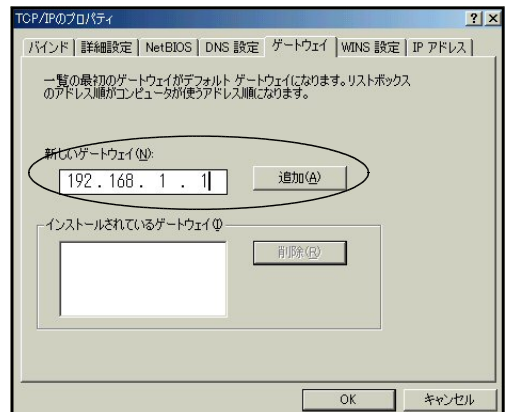 TCP/IPのプロパティ
バインド 詳細設定 NetBIOS DNS 設定 ゲートウェイ WINS 設定 IP アドレス
一覧の最初のゲートウェイがデフォルト ゲートウェイになります。リストボックス
のアドレス順がコンピュータが使うアドレス順になります。
新しいゲートウェイ(N):
192 . 168 . 1 . 1 追加(A)
インストールされているゲートウェイ(I)
削除(R)
OK キャンセル